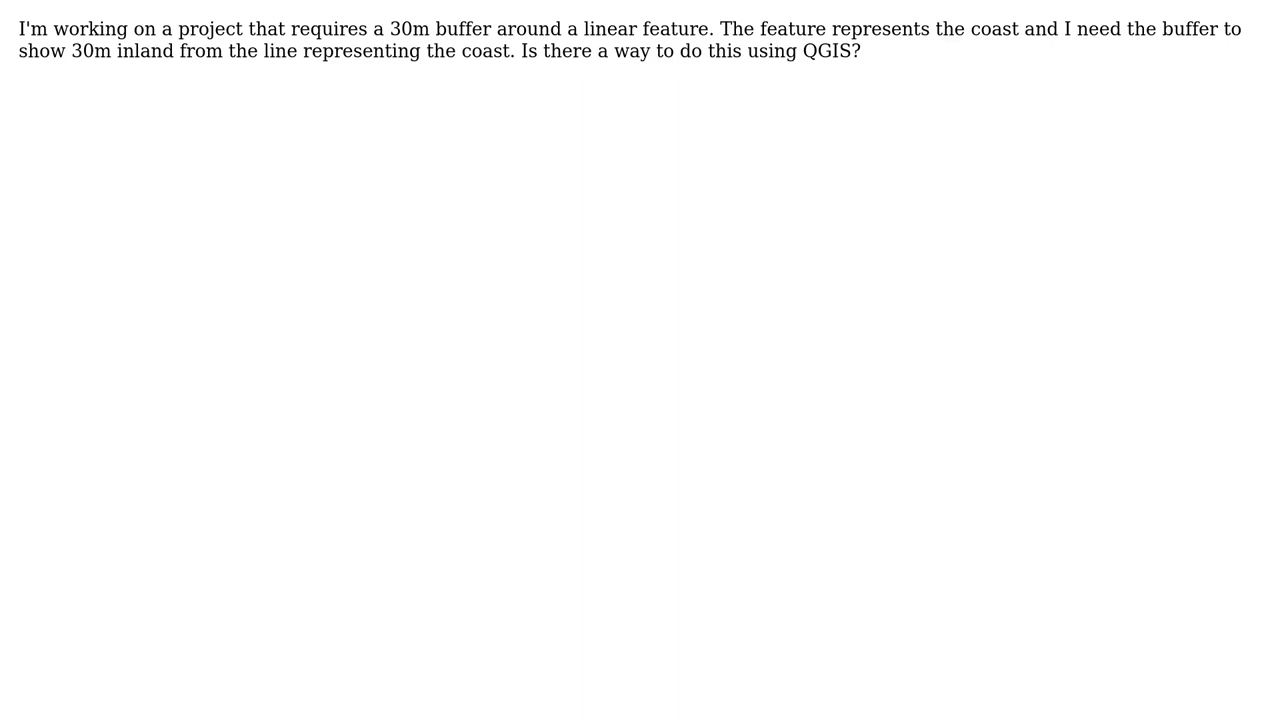 I'm working on a project that requires a 30m buffer around a linear feature. The feature represents the coast and I need the buffer to
show 30m inland from the line representing the coast. Is there a way to do this using QGIS?